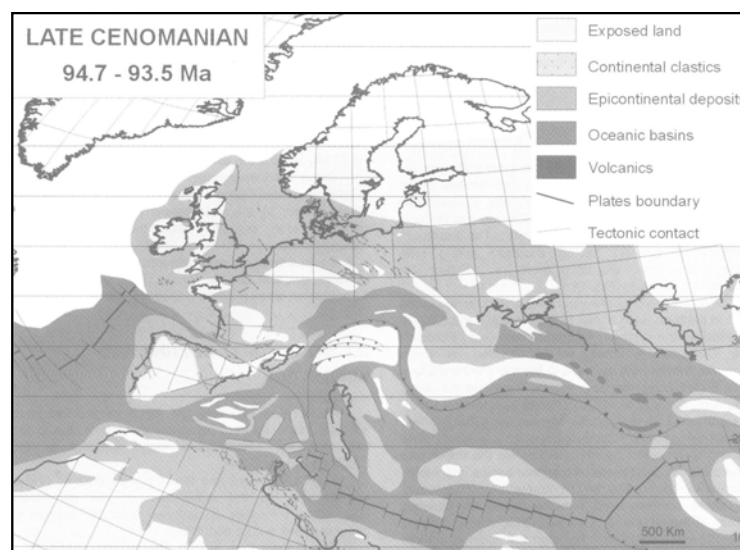 LATE CENOMANIAN
94.7 - 93.5 Ma
Exposed land
Continental clastics
Epicontinental deposits
Oceanic basins
Volcanics
Plates boundary
Tectonic contact
500 Km